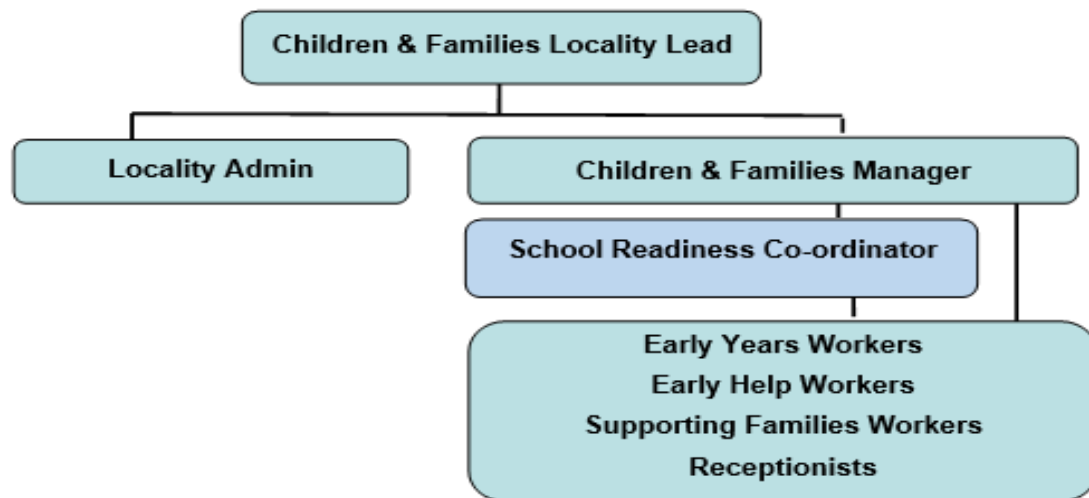 Children & Families Locality Lead
Locality Admin
Children & Families Manager
School Readiness Co-ordinator
Early Years Workers
Early Help Workers
Supporting Families Workers
Receptionists